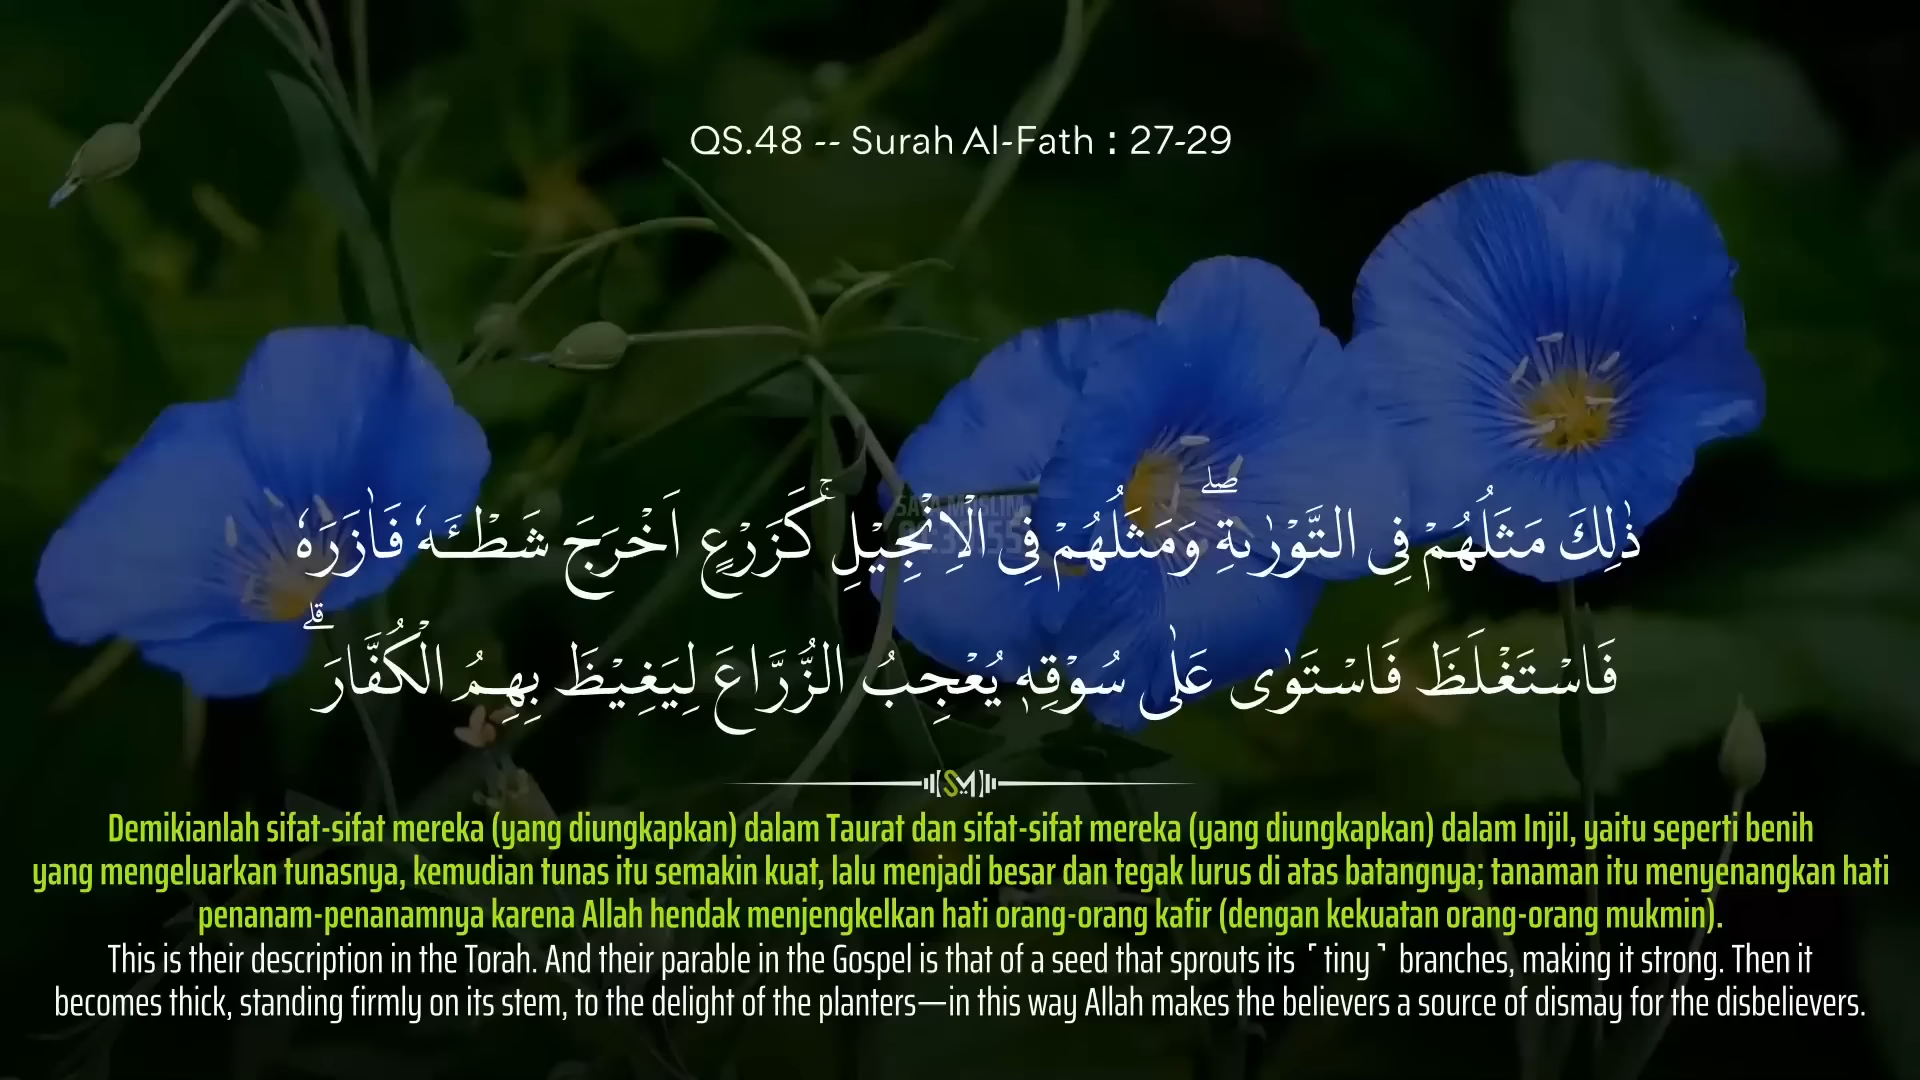 QS.48 -- Surah Al-Fath : 27-29
ذٰلِكَ مَثَلُهُمْ فِى التَّوْرٰىةِ ۖوَمَثَلُهُمْ فِى الْاِنْجِيْلِۚ كَزَرْعٍ اَخْرَجَ شَطْـَٔهٗ فَاٰزَرَهٗ
فَاسْتَغْلَظَ فَاسْتَوٰى عَلٰى سُوْقِهٖ يُعْجِبُ الزُّرَّاعَ لِيَغِيْظَ بِهِمُ الْكُفَّارَ ۗ
SM
Demikianlah sifat-sifat mereka (yang diungkapkan) dalam Taurat dan sifat-sifat mereka (yang diungkapkan) dalam Injil, yaitu seperti benih
yang mengeluarkan tunasnya, kemudian tunas itu semakin kuat, lalu menjadi besar dan tegak lurus di atas batangnya; tanaman itu menyenangkan hati
penanam-penanamnya karena Allah hendak menjengkelkan hati orang-orang kafir (dengan kekuatan orang-orang mukmin).
This is their description in the Torah. And their parable in the Gospel is that of a seed that sprouts its ˹tiny˺ branches, making it strong. Then it
becomes thick, standing firmly on its stem, to the delight of the planters—in this way Allah makes the believers a source of dismay for the disbelievers.